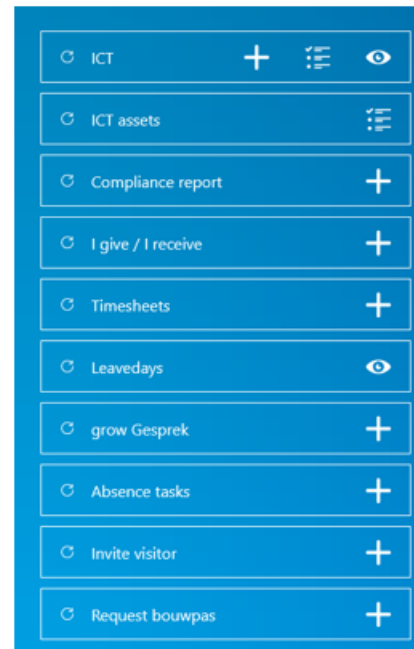 ICT
ICT assets
Compliance report
I give / I receive
Timesheets
Leavedays
grow Gesprek
Absence tasks
Invite visitor
Request bouwpas